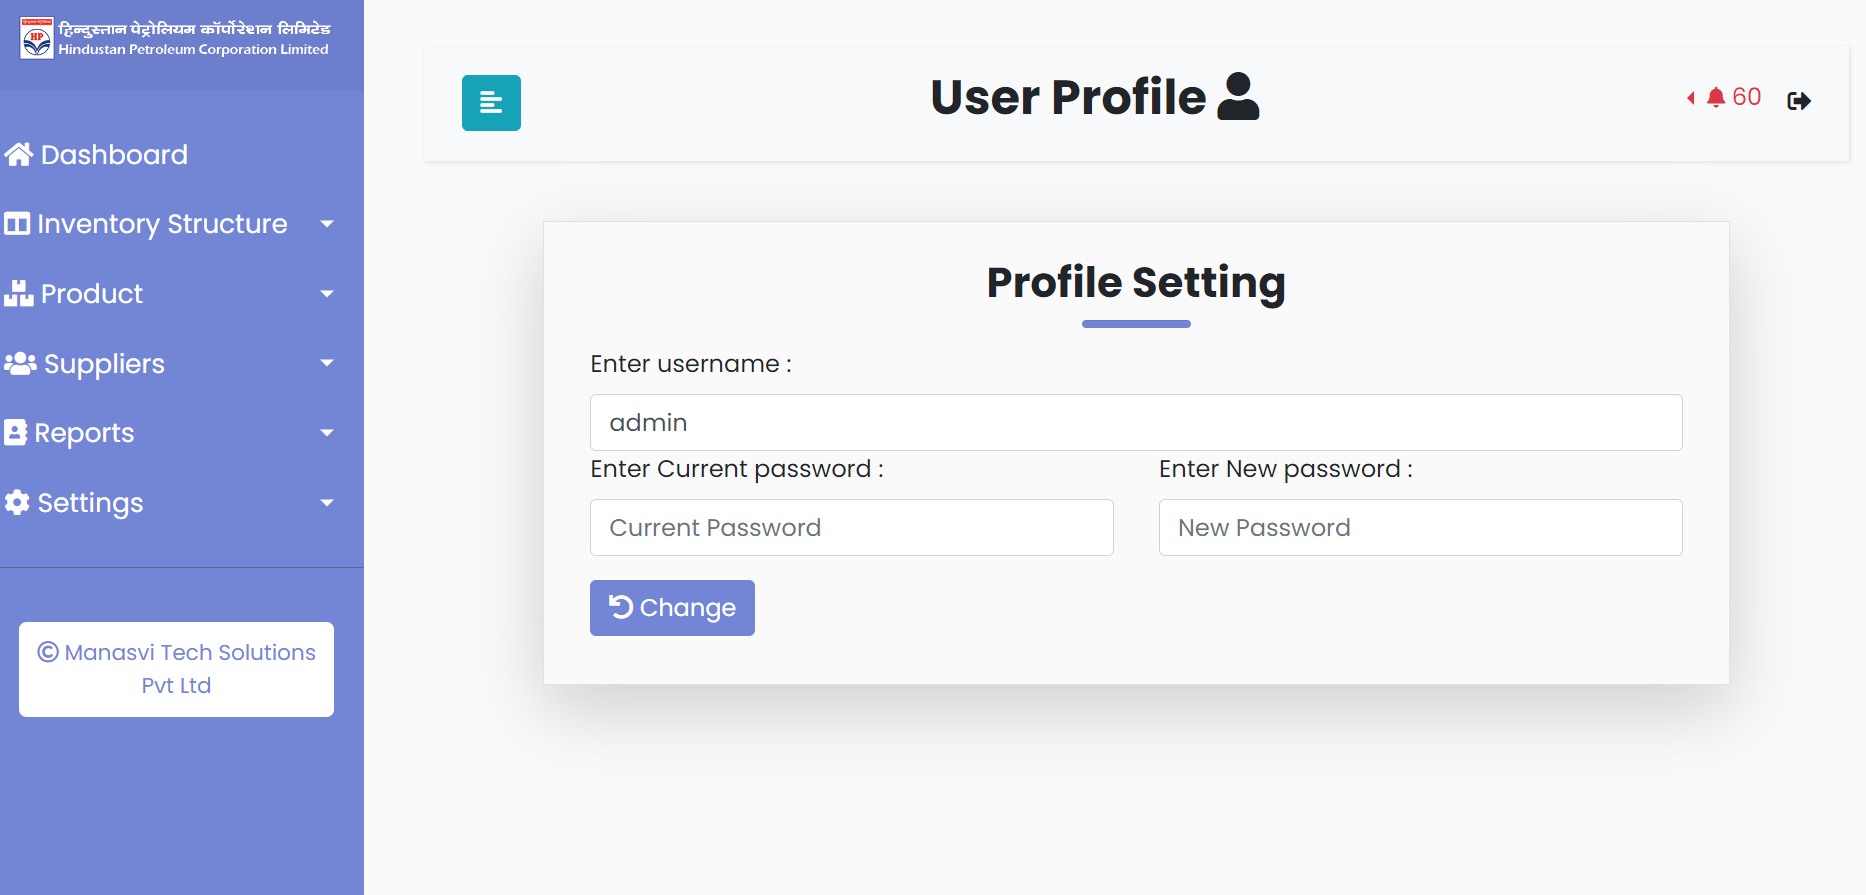 हिन्दुस्तान पेट्रोलियम कॉर्पोरेशन लिमिटेड
HP Hindustan Petroleum Corporation Limited
Dashboard
Inventory Structure
Product
Suppliers
Reports
Settings
© Manasvi Tech Solutions
Pvt Ltd
User Profile
60
Profile Setting
Enter username :
admin
Enter Current password :
Enter New password :
Current Password
New Password
Change